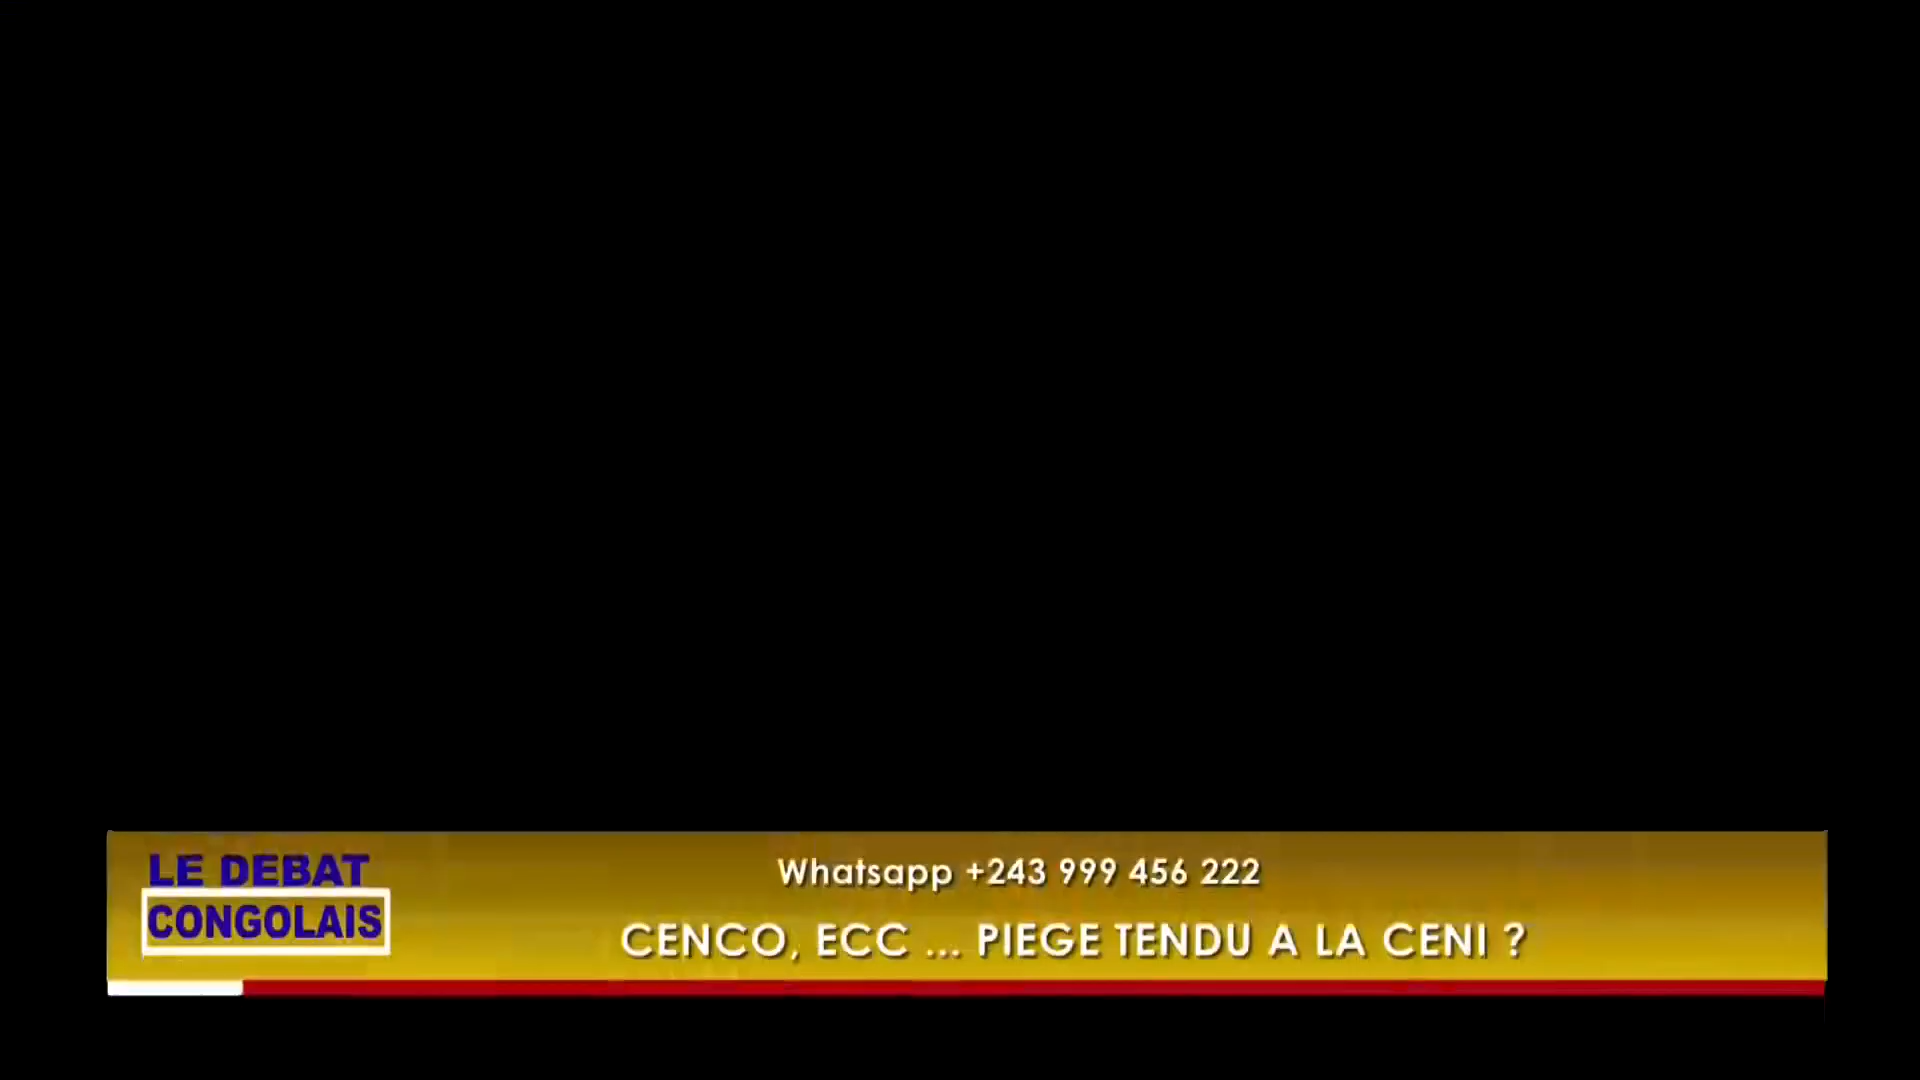 LE DEBAT
CONGOLAIS
Whatsapp +243 999 456 222
CENCO, ECC ... PIEGE TENDU A LA CENI ?